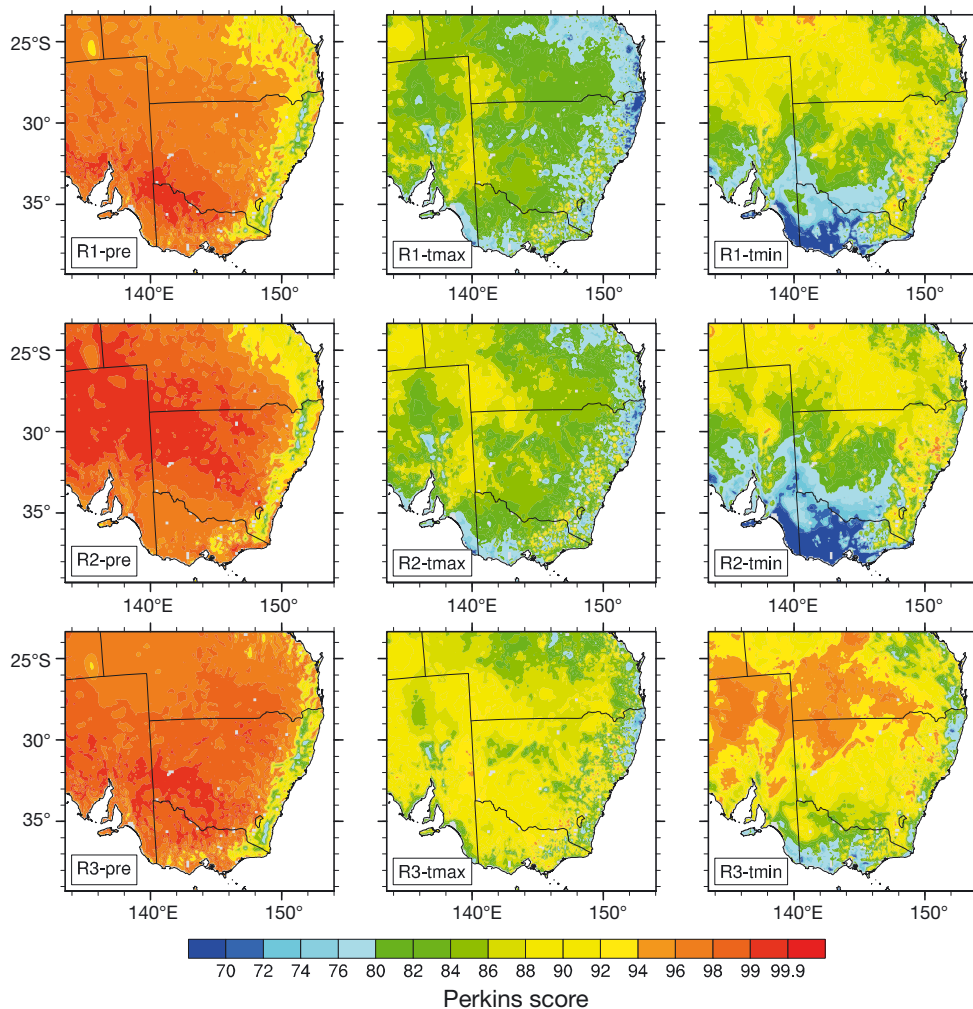 25°S
30°
35°
R1-pre
R1-tmax
R1-tmin
140°E 150° 140°E 150° 140°E 150°
25°S
30°
35°
R2-pre
R2-tmax
R2-tmin
140°E 150° 140°E 150° 140°E 150°
25°S
30°
35°
R3-pre
R3-tmax
R3-tmin
140°E 150° 140°E 150° 140°E 150°
70 72 74 76 80 82 84 86 88 90 92 94 96 98 99.9
Perkins score